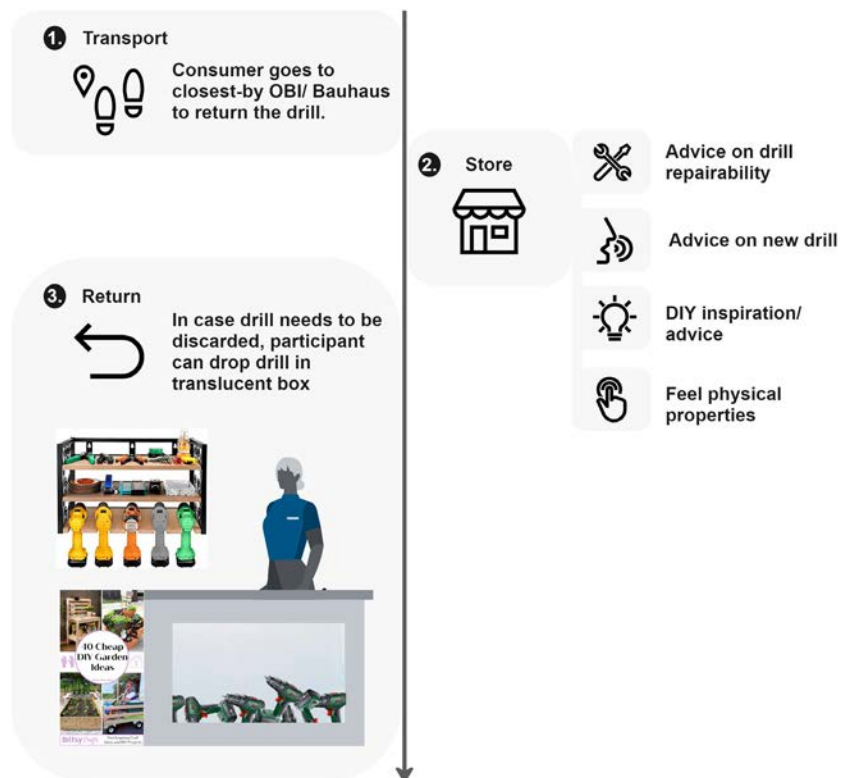 1. Transport
Consumer goes to
closest-by OBI/ Bauhaus
to return the drill.
2. Store
Advice on drill
repairability
Advice on new drill
DIY inspiration/
advice
Feel physical
properties
3. Return
In case drill needs to be
discarded, participant
can drop drill in
translucent box
40 Cheap
DIY Garden
Ideas